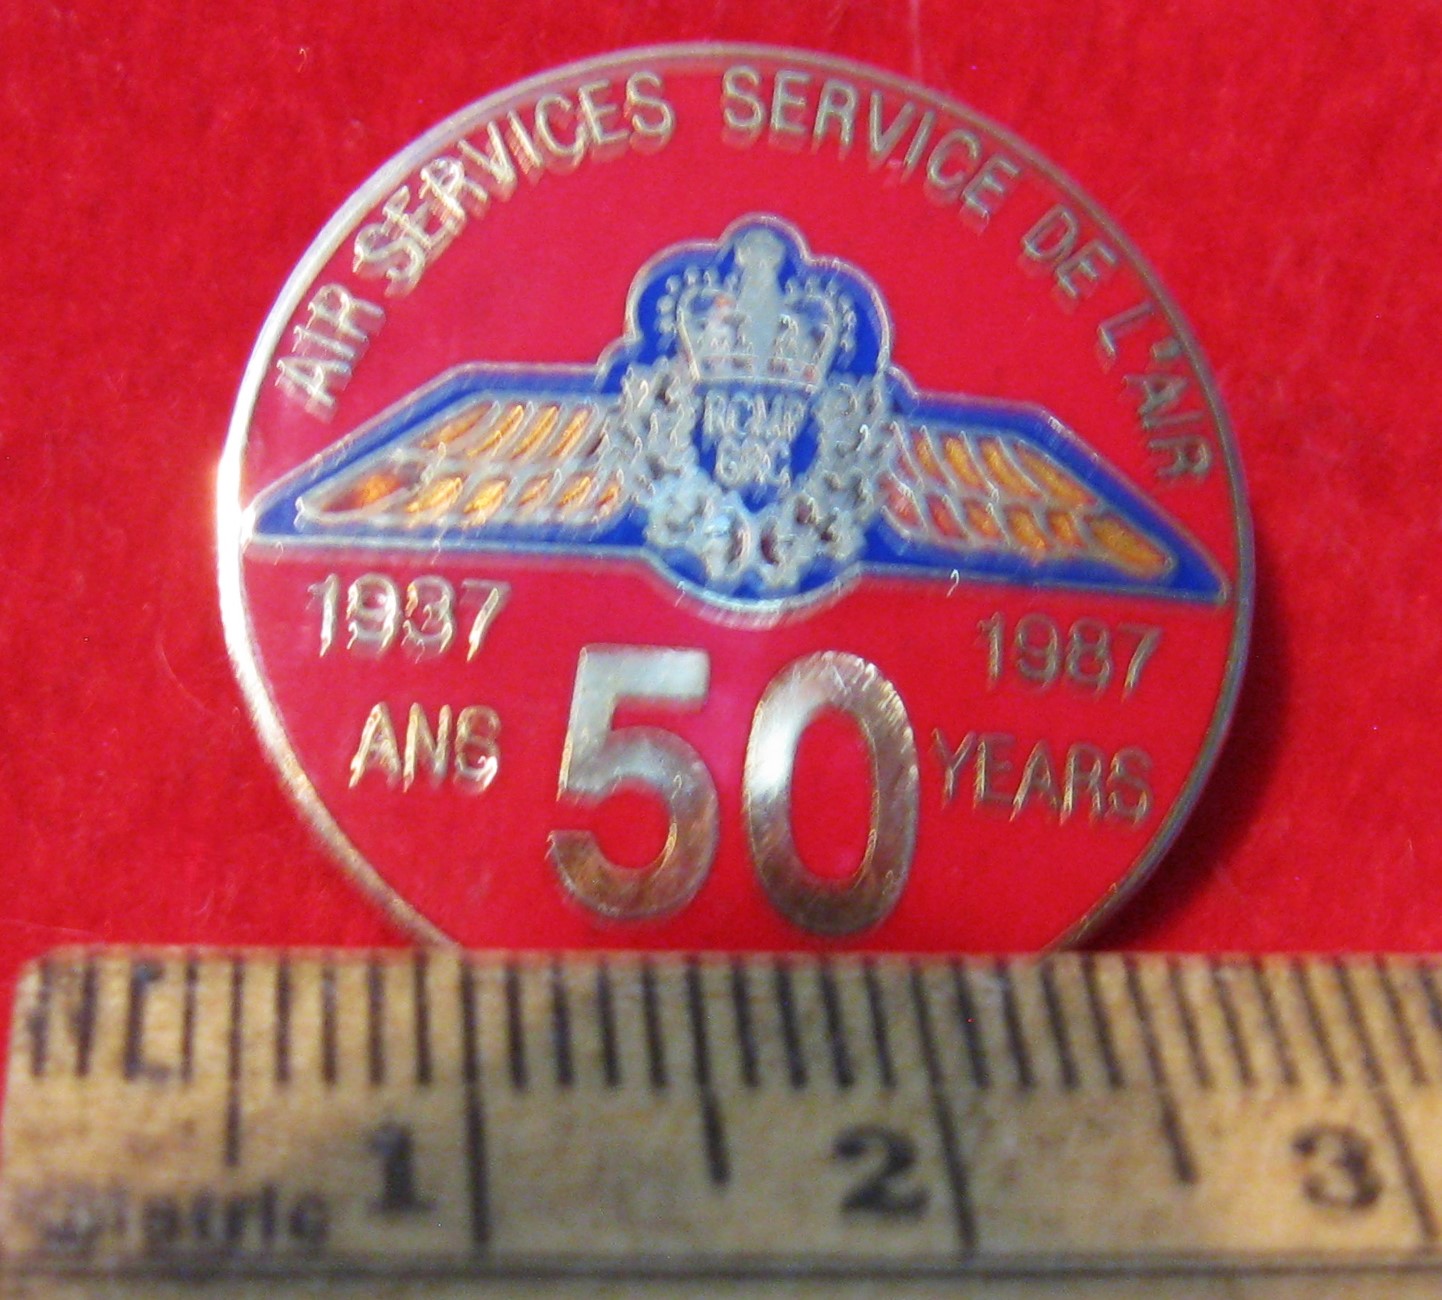 AIR SERVICES SERVICE DE L'AIR
RCMP
GRC
1937 1987
ANS 50 YEARS
1 2 3